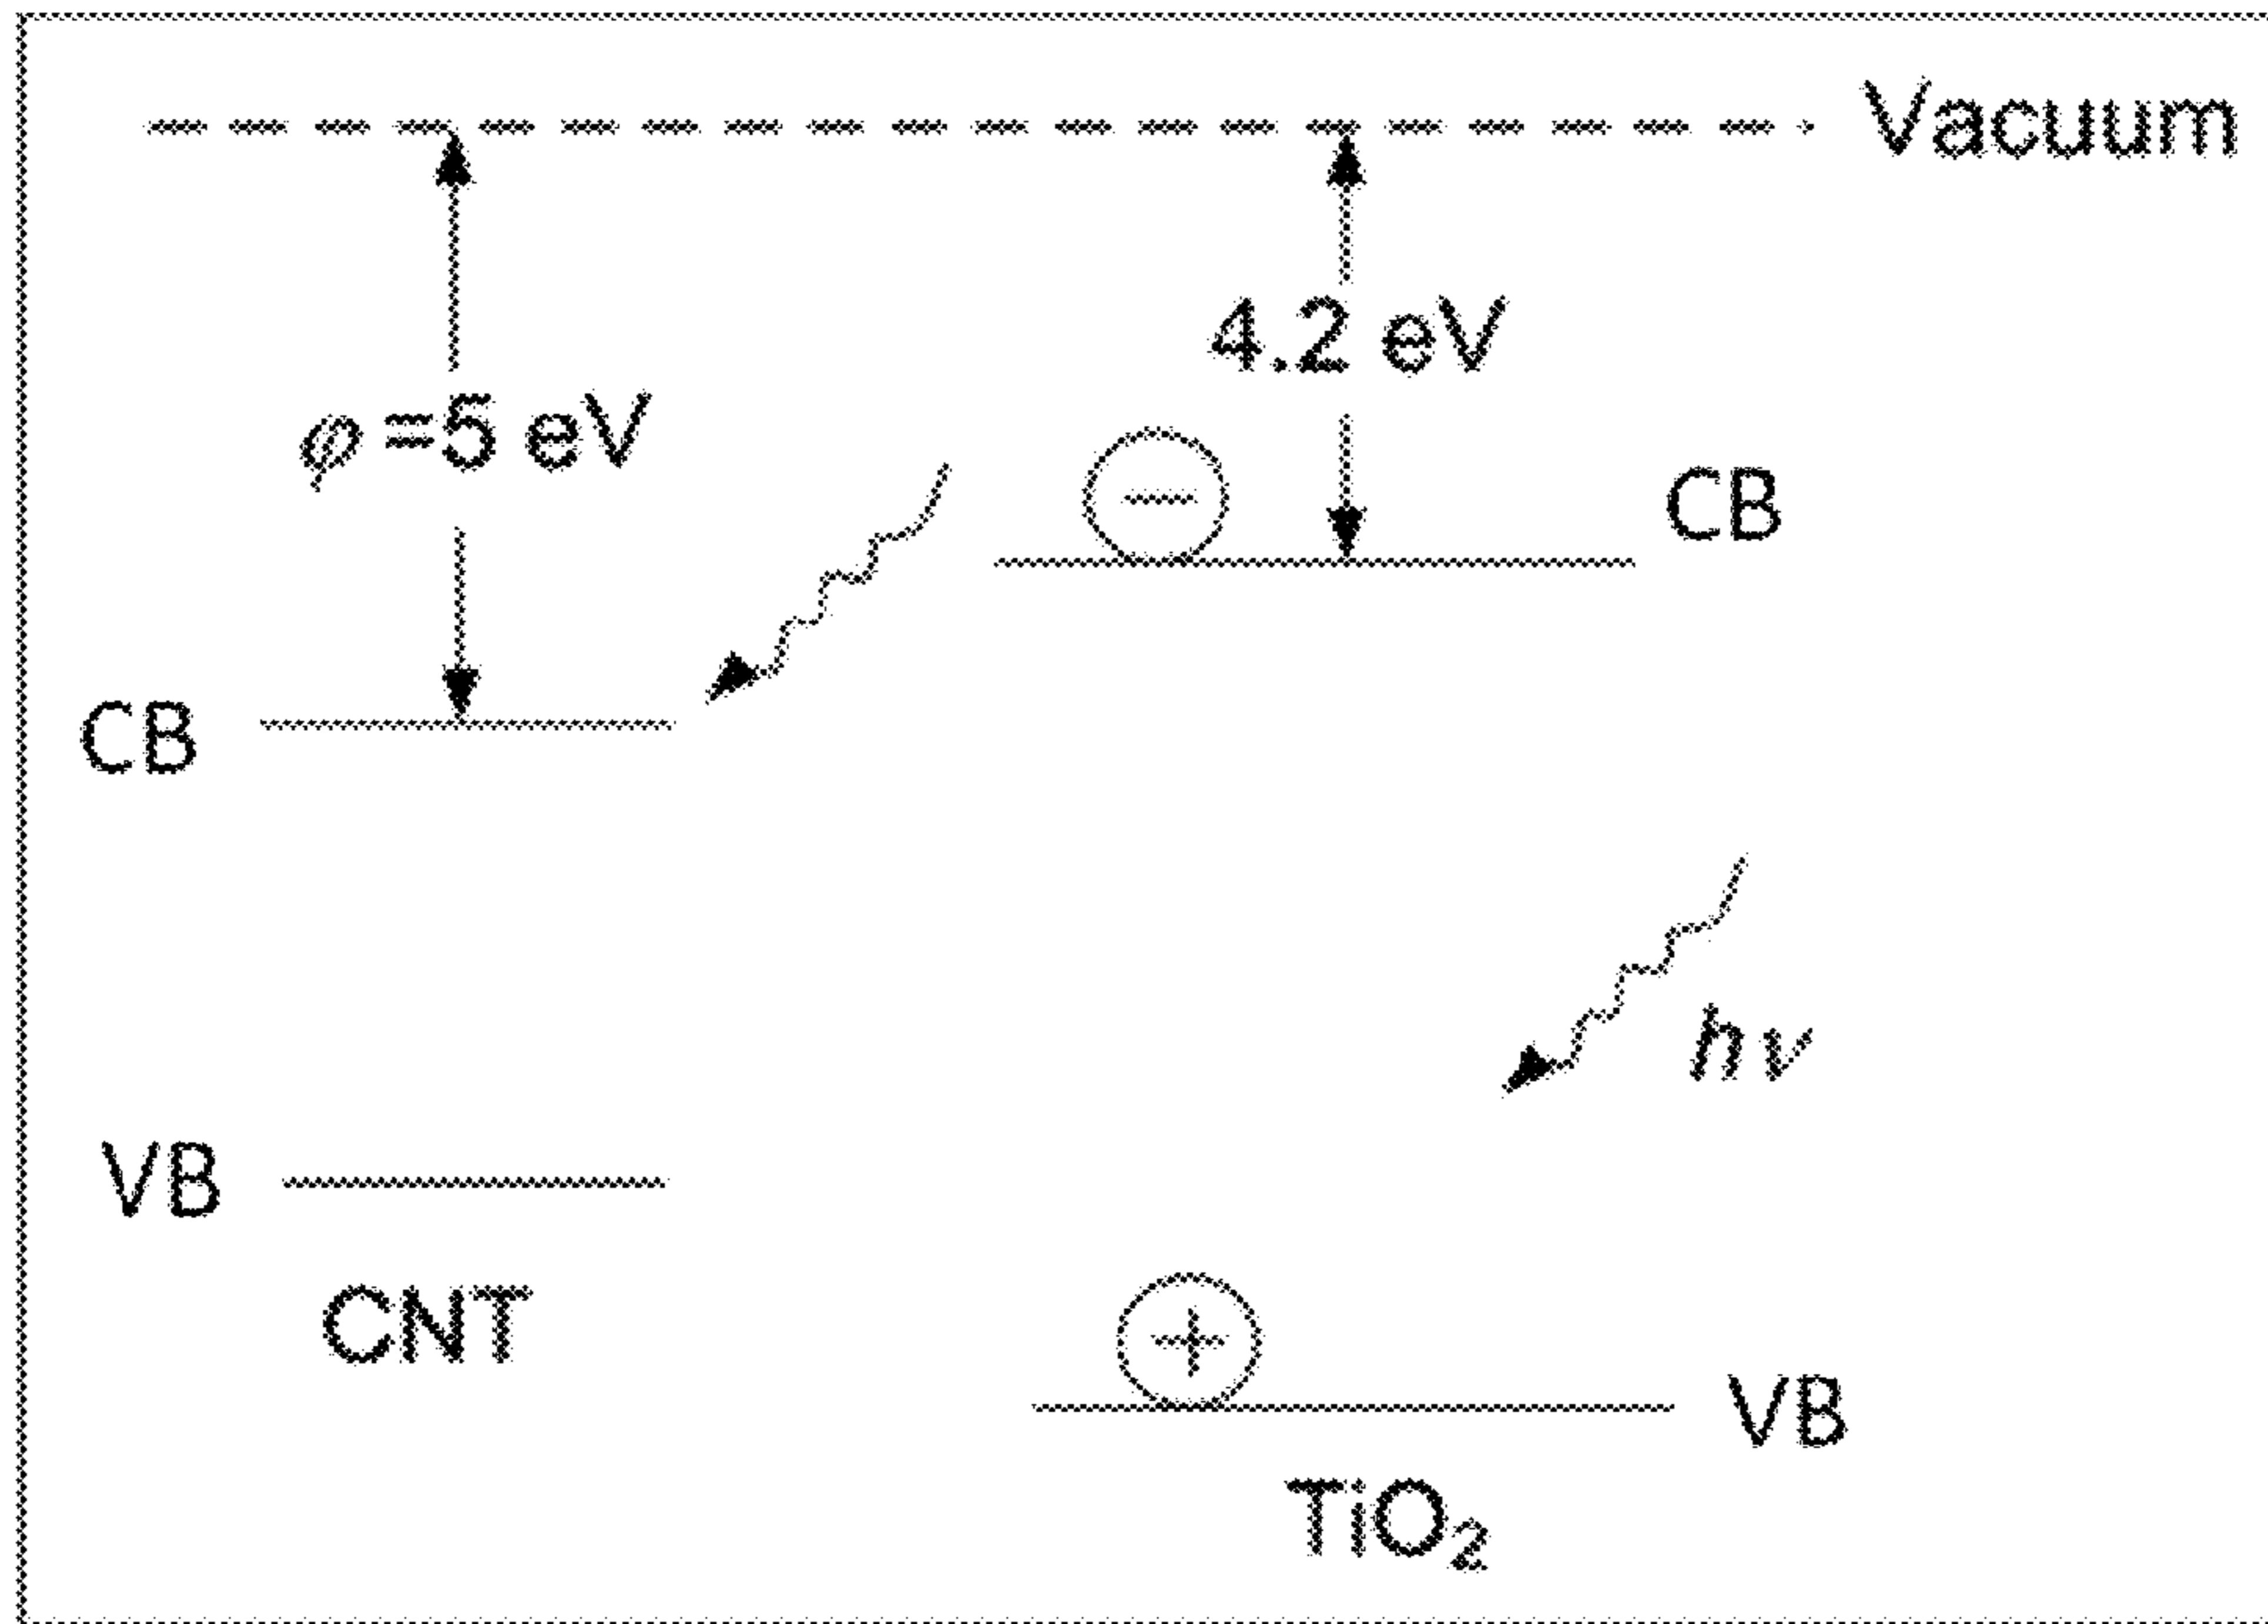 Vacuum
4.2 eV
φ =5 eV
−
CB
CB
hν
VB
CNT
+
VB
TiO₂